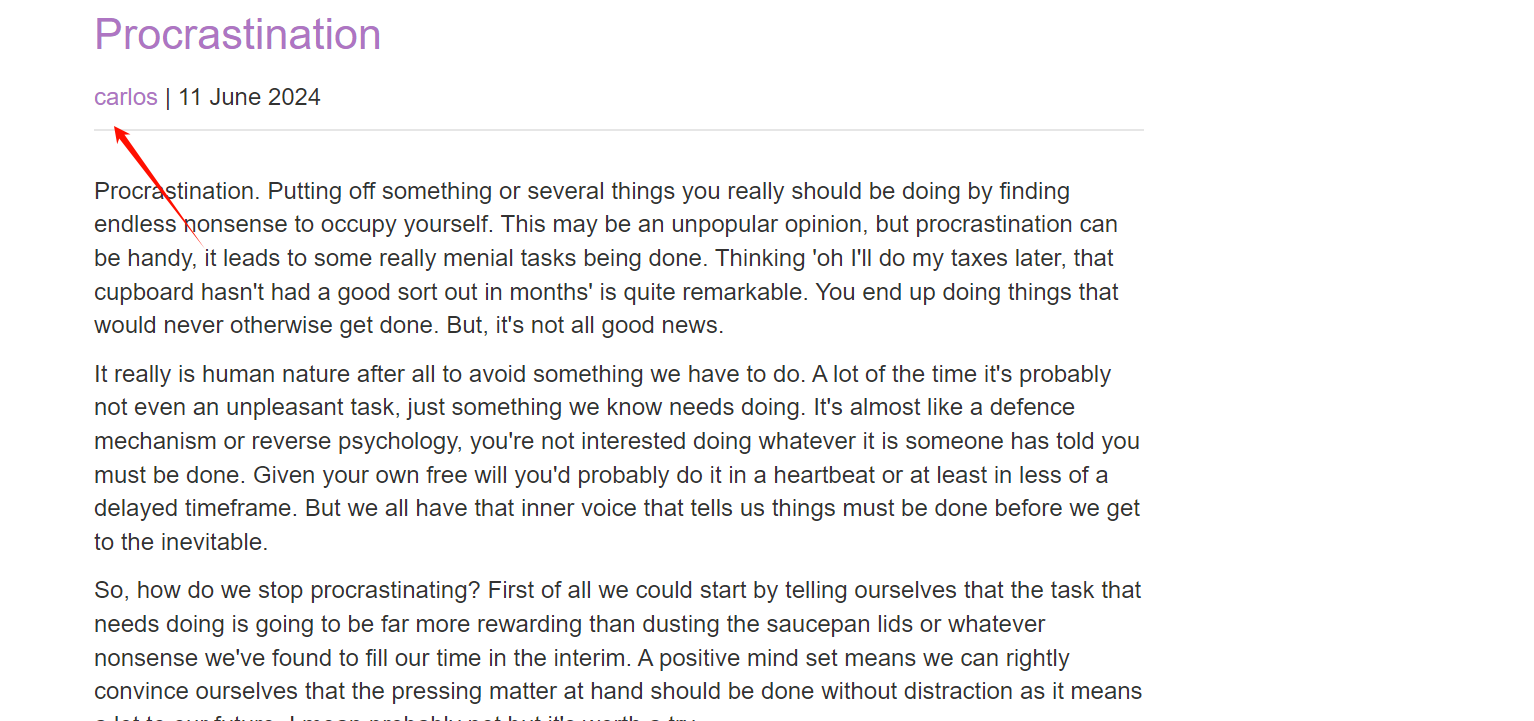 Procrastination
carlos | 11 June 2024
Procrastination. Putting off something or several things you really should be doing by finding
endless nonsense to occupy yourself. This may be an unpopular opinion, but procrastination can
be handy, it leads to some really menial tasks being done. Thinking 'oh I'll do my taxes later, that
cupboard hasn't had a good sort out in months' is quite remarkable. You end up doing things that
would never otherwise get done. But, it's not all good news.
It really is human nature after all to avoid something we have to do. A lot of the time it's probably
not even an unpleasant task, just something we know needs doing. It's almost like a defence
mechanism or reverse psychology, you're not interested doing whatever it is someone has told you
must be done. Given your own free will you'd probably do it in a heartbeat or at least in less of a
delayed timeframe. But we all have that inner voice that tells us things must be done before we get
to the inevitable.
So, how do we stop procrastinating? First of all we could start by telling ourselves that the task that
needs doing is going to be far more rewarding than dusting the saucepan lids or whatever
nonsense we've found to fill our time in the interim. A positive mind set means we can rightly
convince ourselves that the pressing matter at hand should be done without distraction as it means